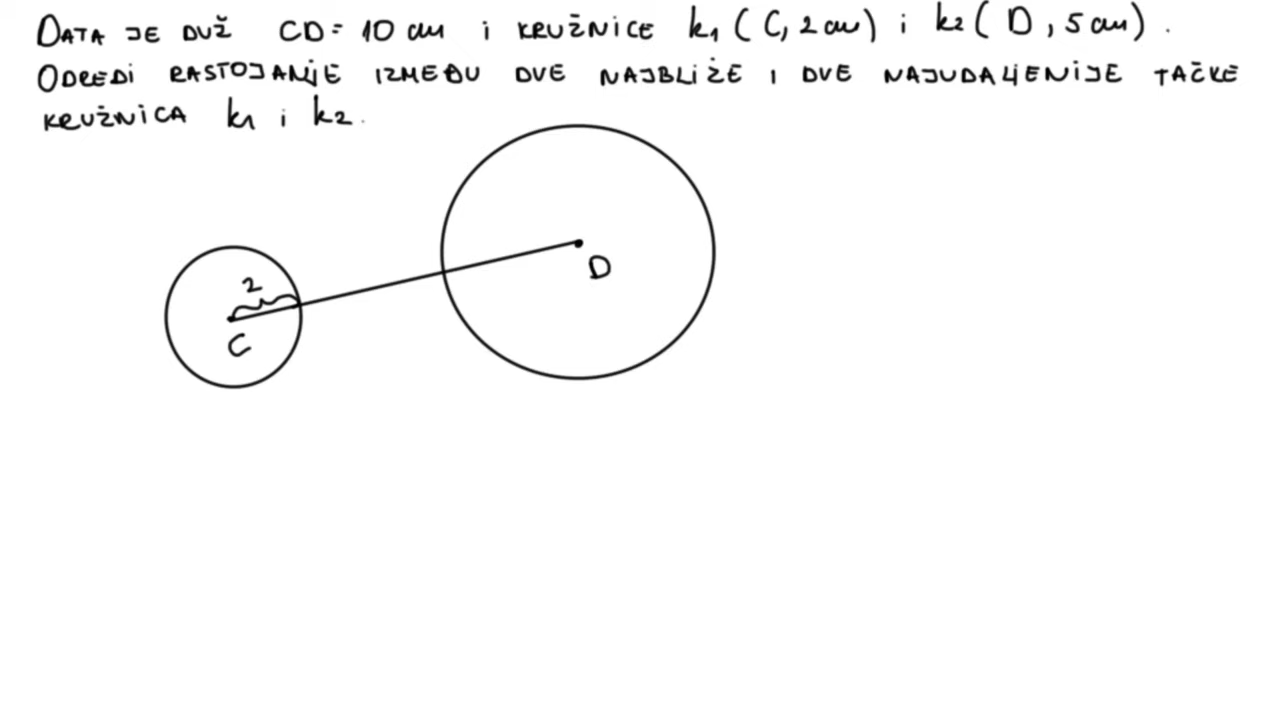 DATA JE DUŽ CD = 10 cm i KRUŽNICE k₁ (C, 2 cm) i k₂ (D, 5 cm).
ODREDI RASTOJANJE IZMEĐU DVE NAJBLIŽE I DVE NAJUDALJENIJE TAČKE
KRUŽNICA k₁ i k₂.
2
D
C